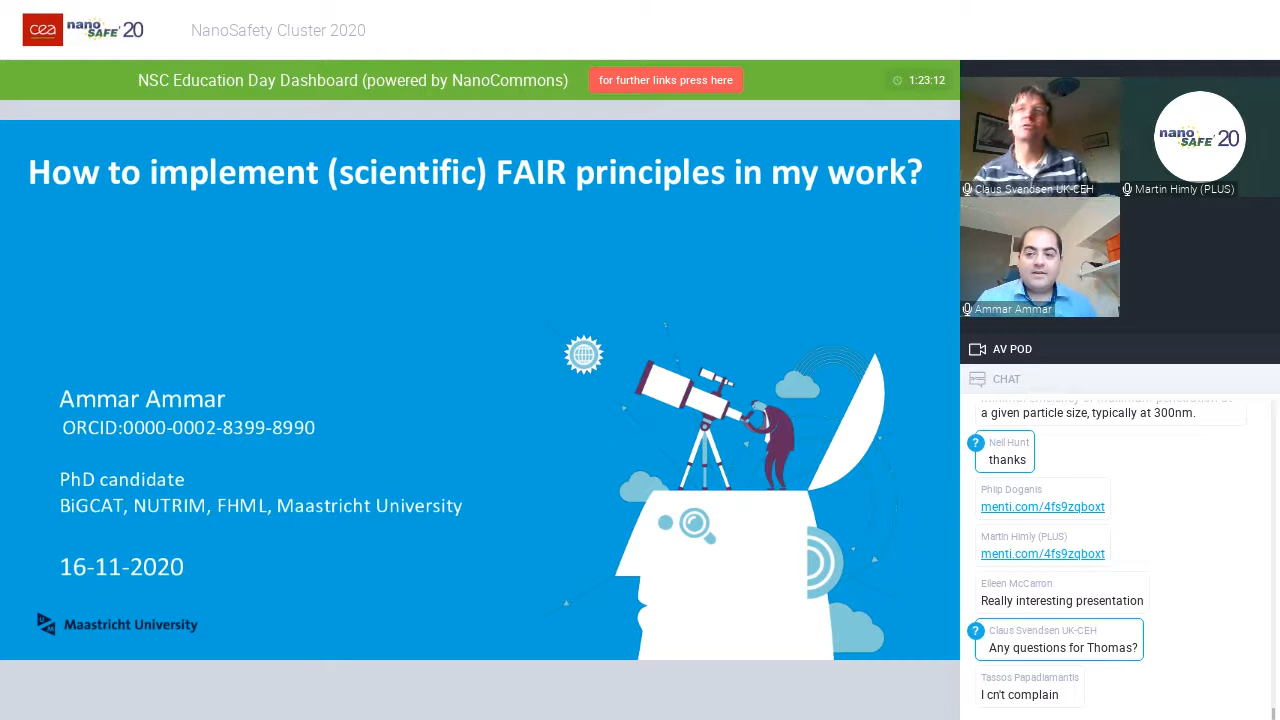 cea nano SAFE '20
NanoSafety Cluster 2020
NSC Education Day Dashboard (powered by NanoCommons)
for further links press here
1:23:12
How to implement (scientific) FAIR principles in my work?
Ammar Ammar
ORCID:0000-0002-8399-8990
PhD candidate
BiGCAT, NUTRIM, FHML, Maastricht University
16-11-2020
Maastricht University
nano SAFE '20
Claus Svendsen UK-CEH
Martin Himly (PLUS)
Ammar Ammar
AV POD
CHAT
a given particle size, typically at 300nm.
?
Neil Hunt
thanks
Phlip Doganis
menti.com/4fs9zqboxt
Martin Himly (PLUS)
menti.com/4fs9zqboxt
Eileen McCarron
Really interesting presentation
?
Claus Svendsen UK-CEH
Any questions for Thomas?
Tassos Papadiamantis
I cn't complain